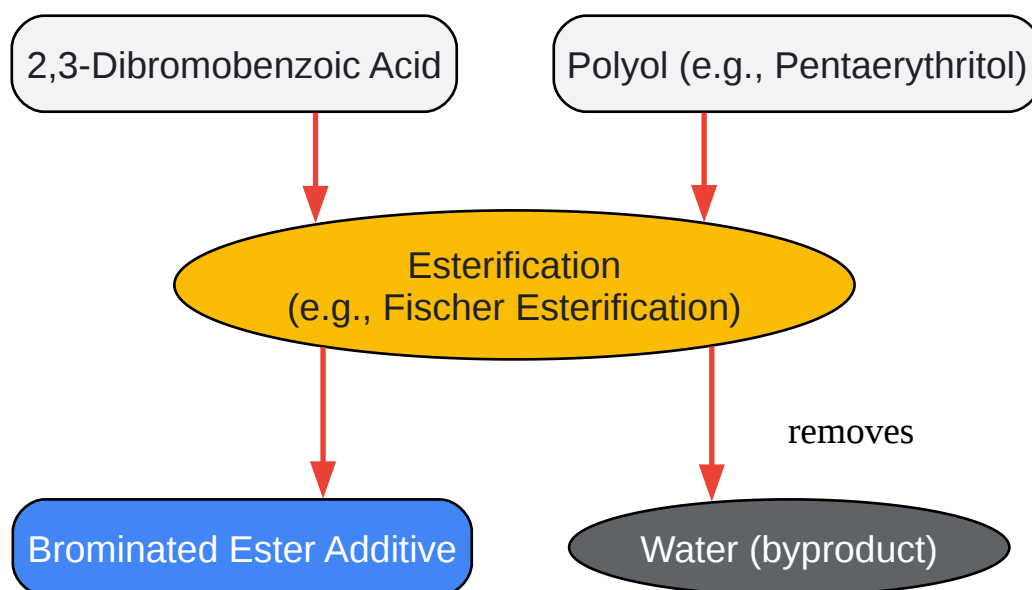 2,3-Dibromobenzoic Acid
Polyol (e.g., Pentaerythritol)
Esterification
(e.g., Fischer Esterification)
removes
Brominated Ester Additive
Water (byproduct)